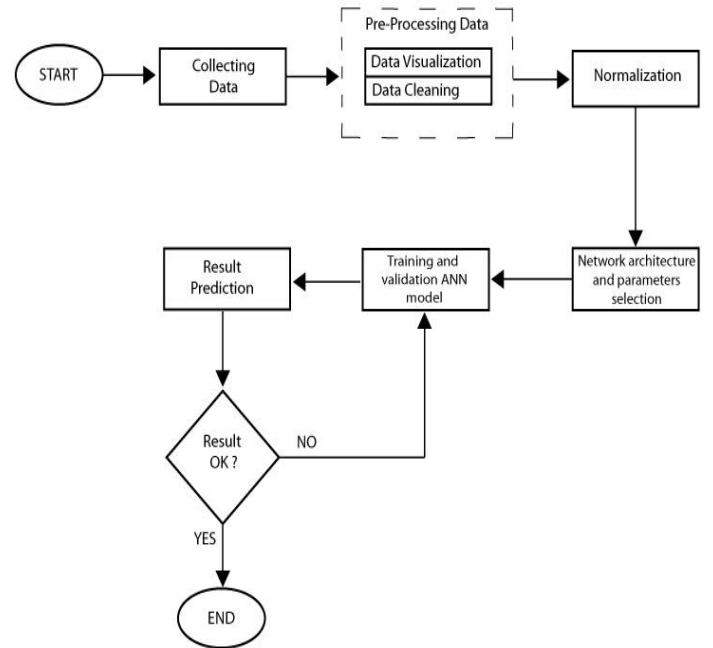 START
Collecting
Data
Pre-Processing Data
Data Visualization
Data Cleaning
Normalization
Network architecture
and parameters
selection
Training and
validation ANN
model
Result
Prediction
Result
OK ?
NO
YES
END